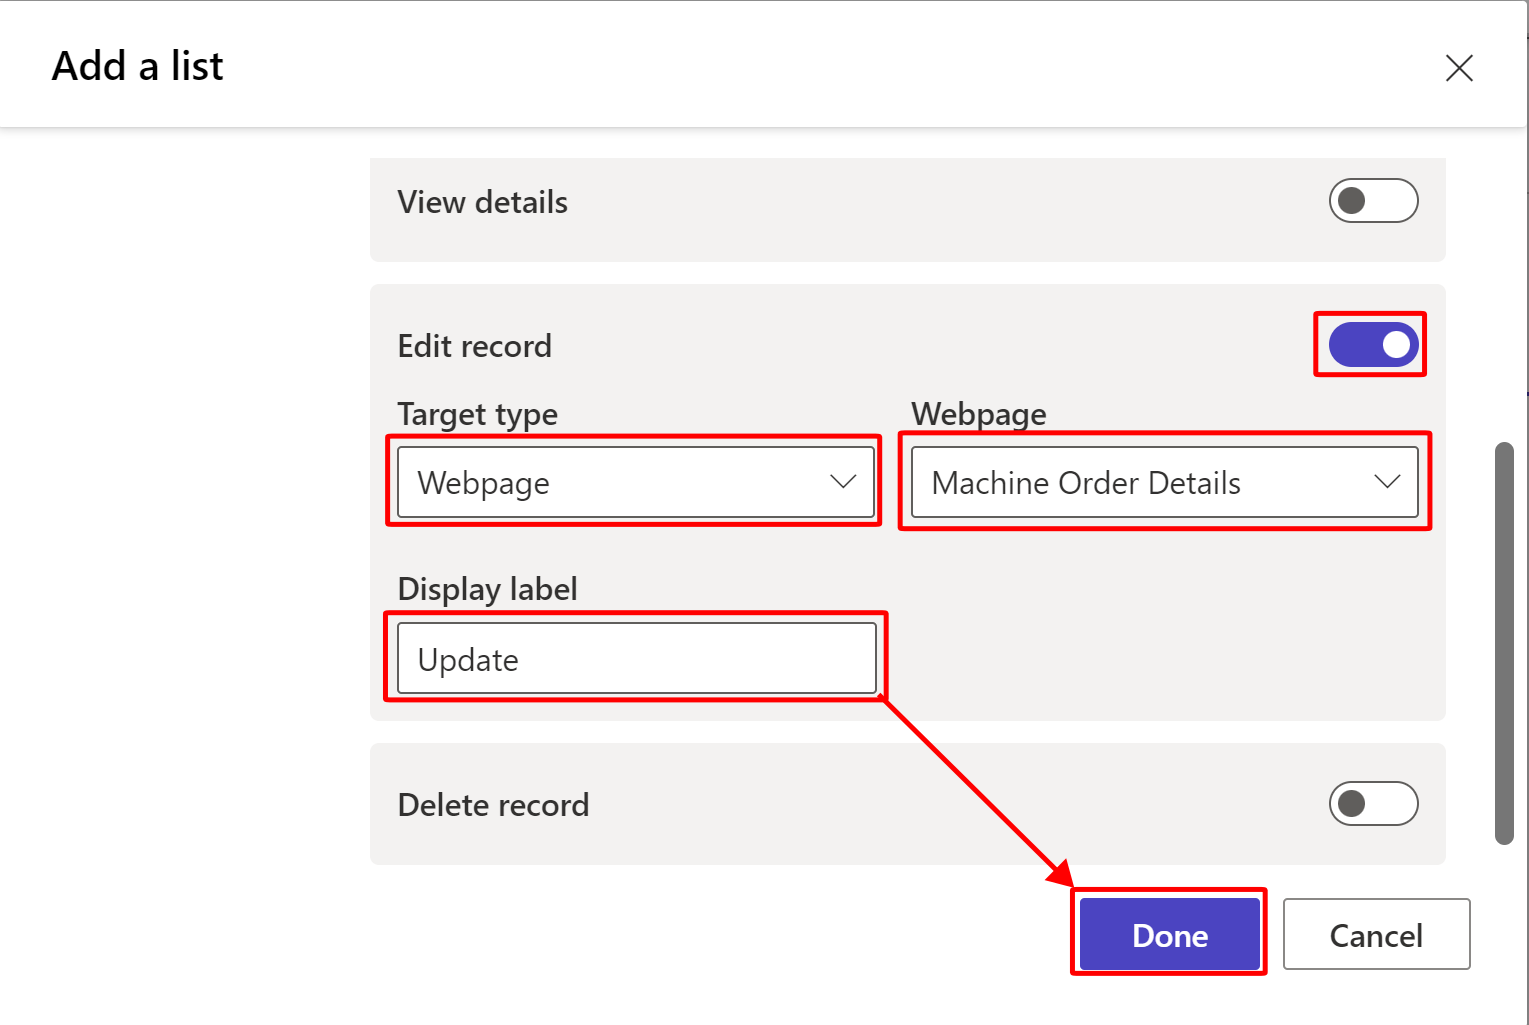 Add a list
View details
Edit record
Target type
Webpage
Webpage
Machine Order Details
Display label
Update
Delete record
Done
Cancel